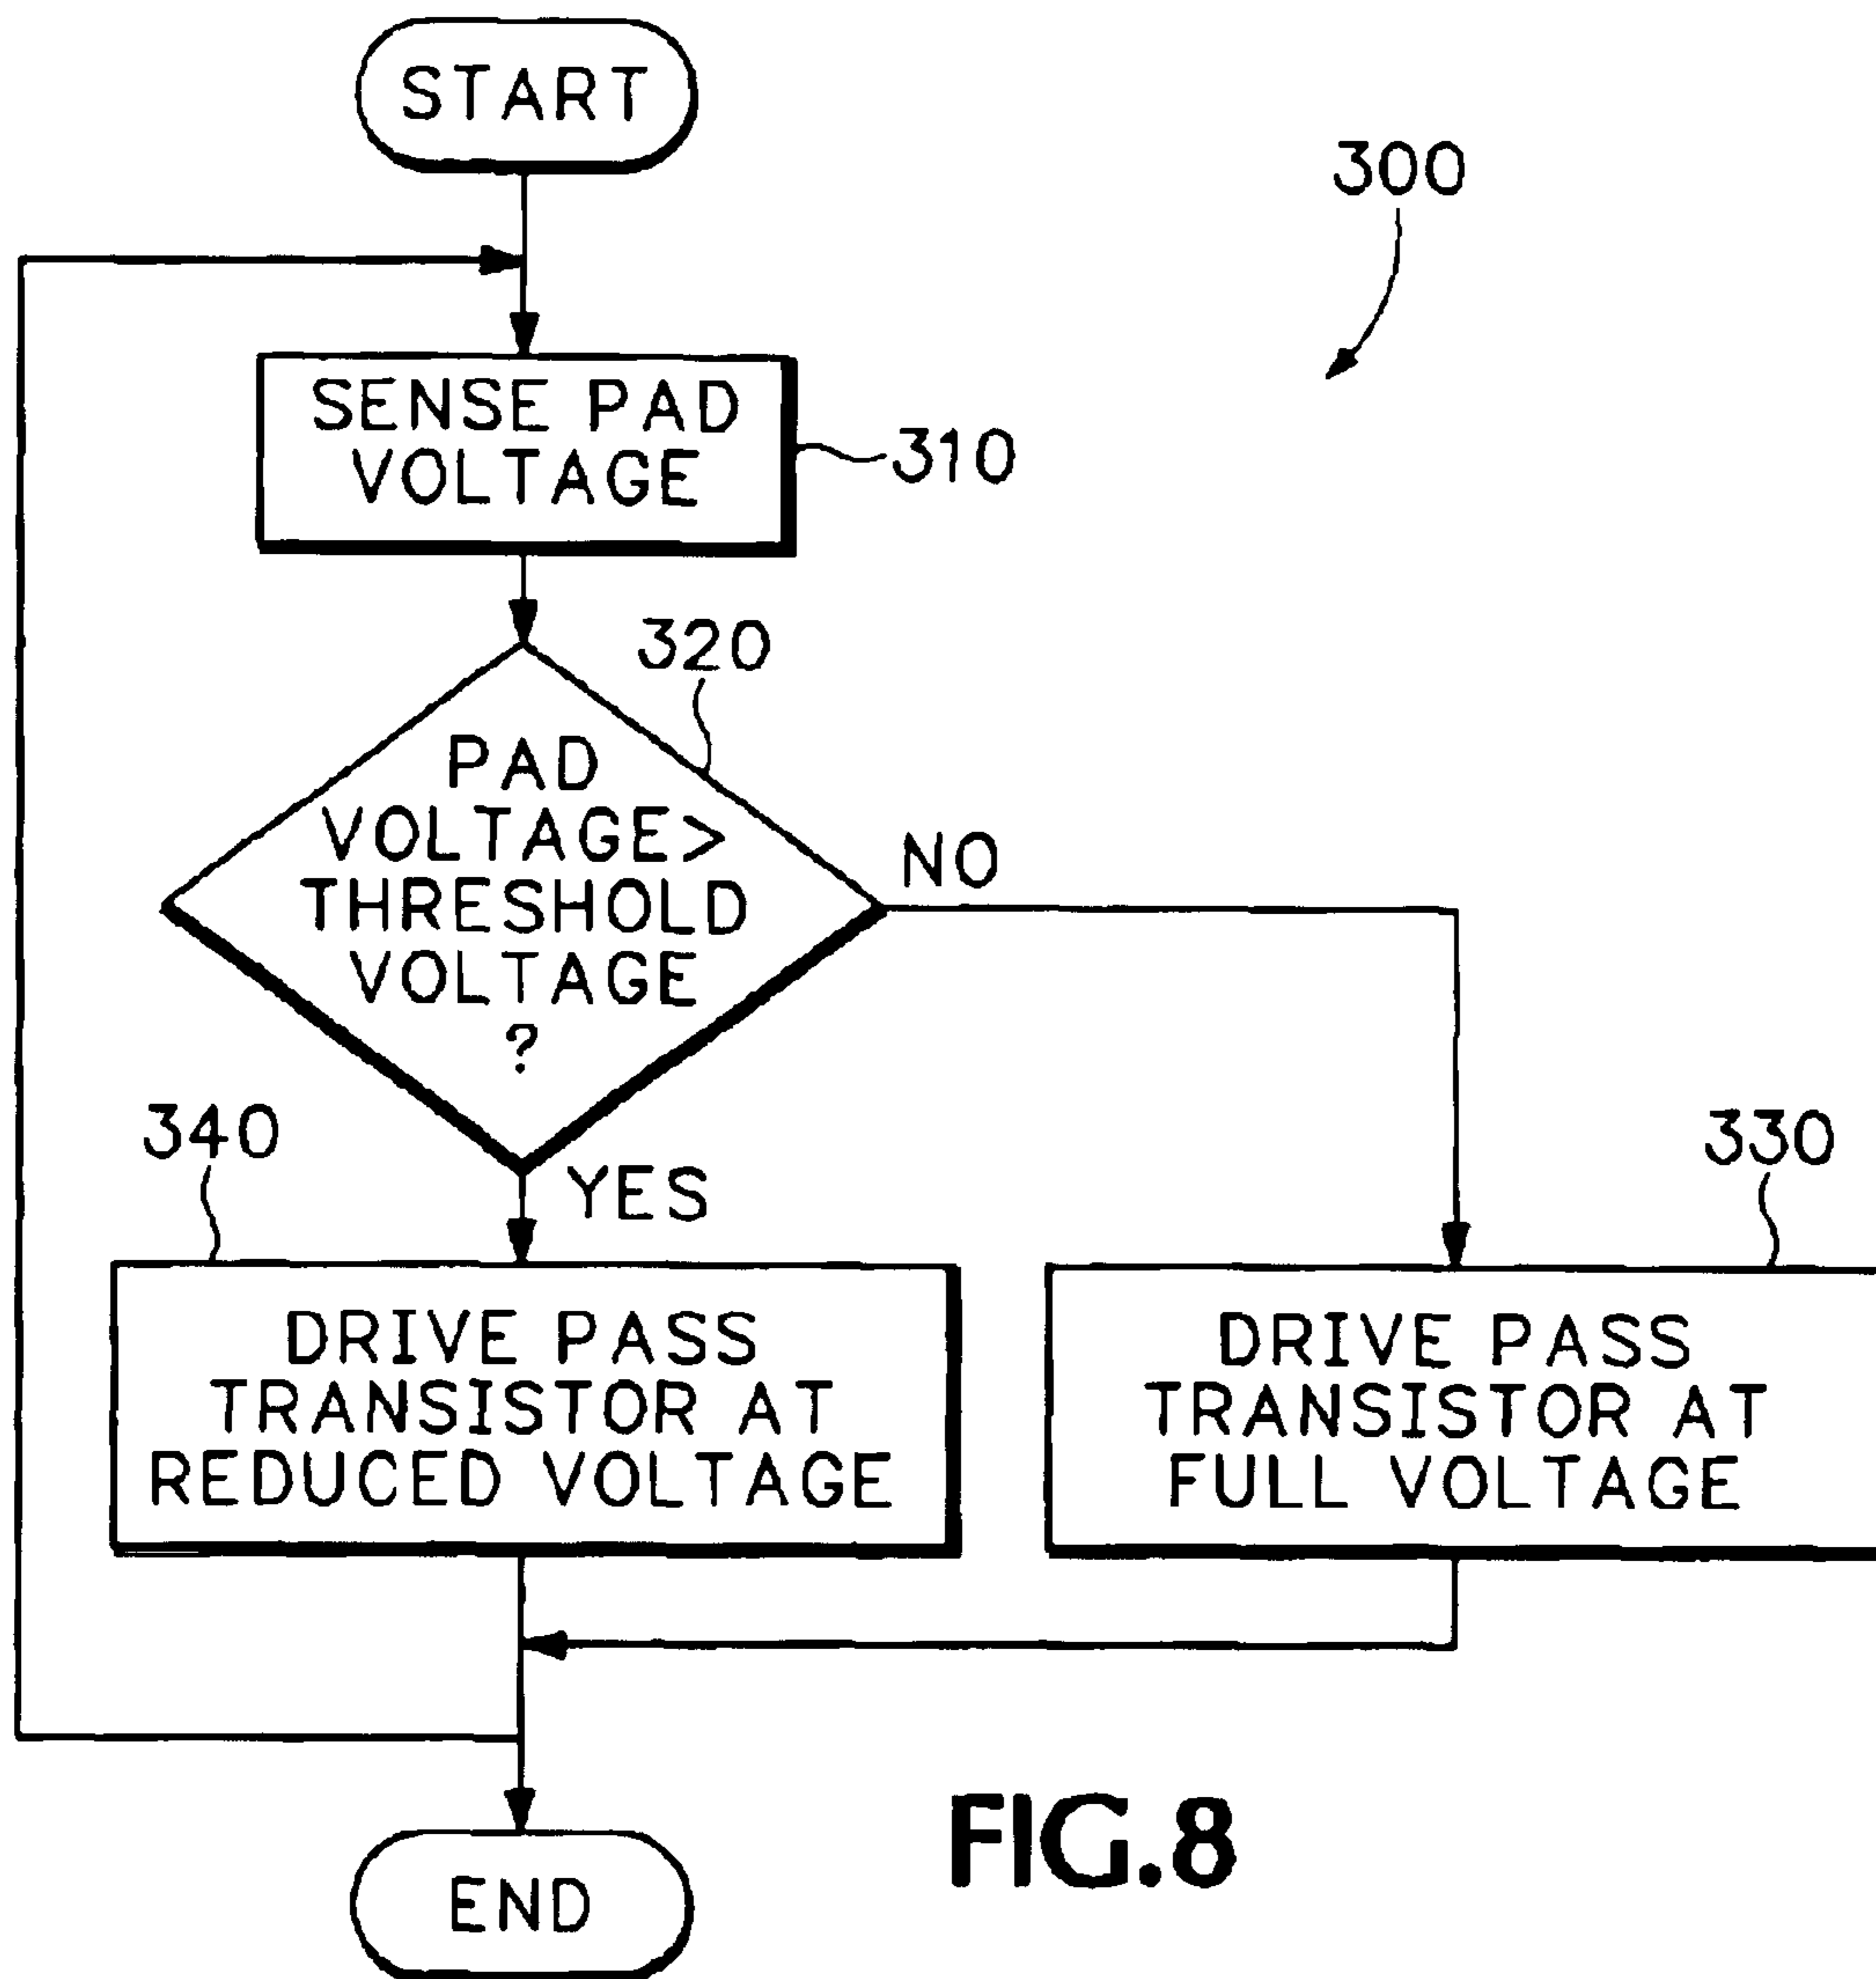 START
300
SENSE PAD
VOLTAGE
310
320
PAD
VOLTAGE>
THRESHOLD
VOLTAGE
?
NO
YES
340
330
DRIVE PASS
TRANSISTOR AT
REDUCED VOLTAGE
DRIVE PASS
TRANSISTOR AT
FULL VOLTAGE
FIG.8
END